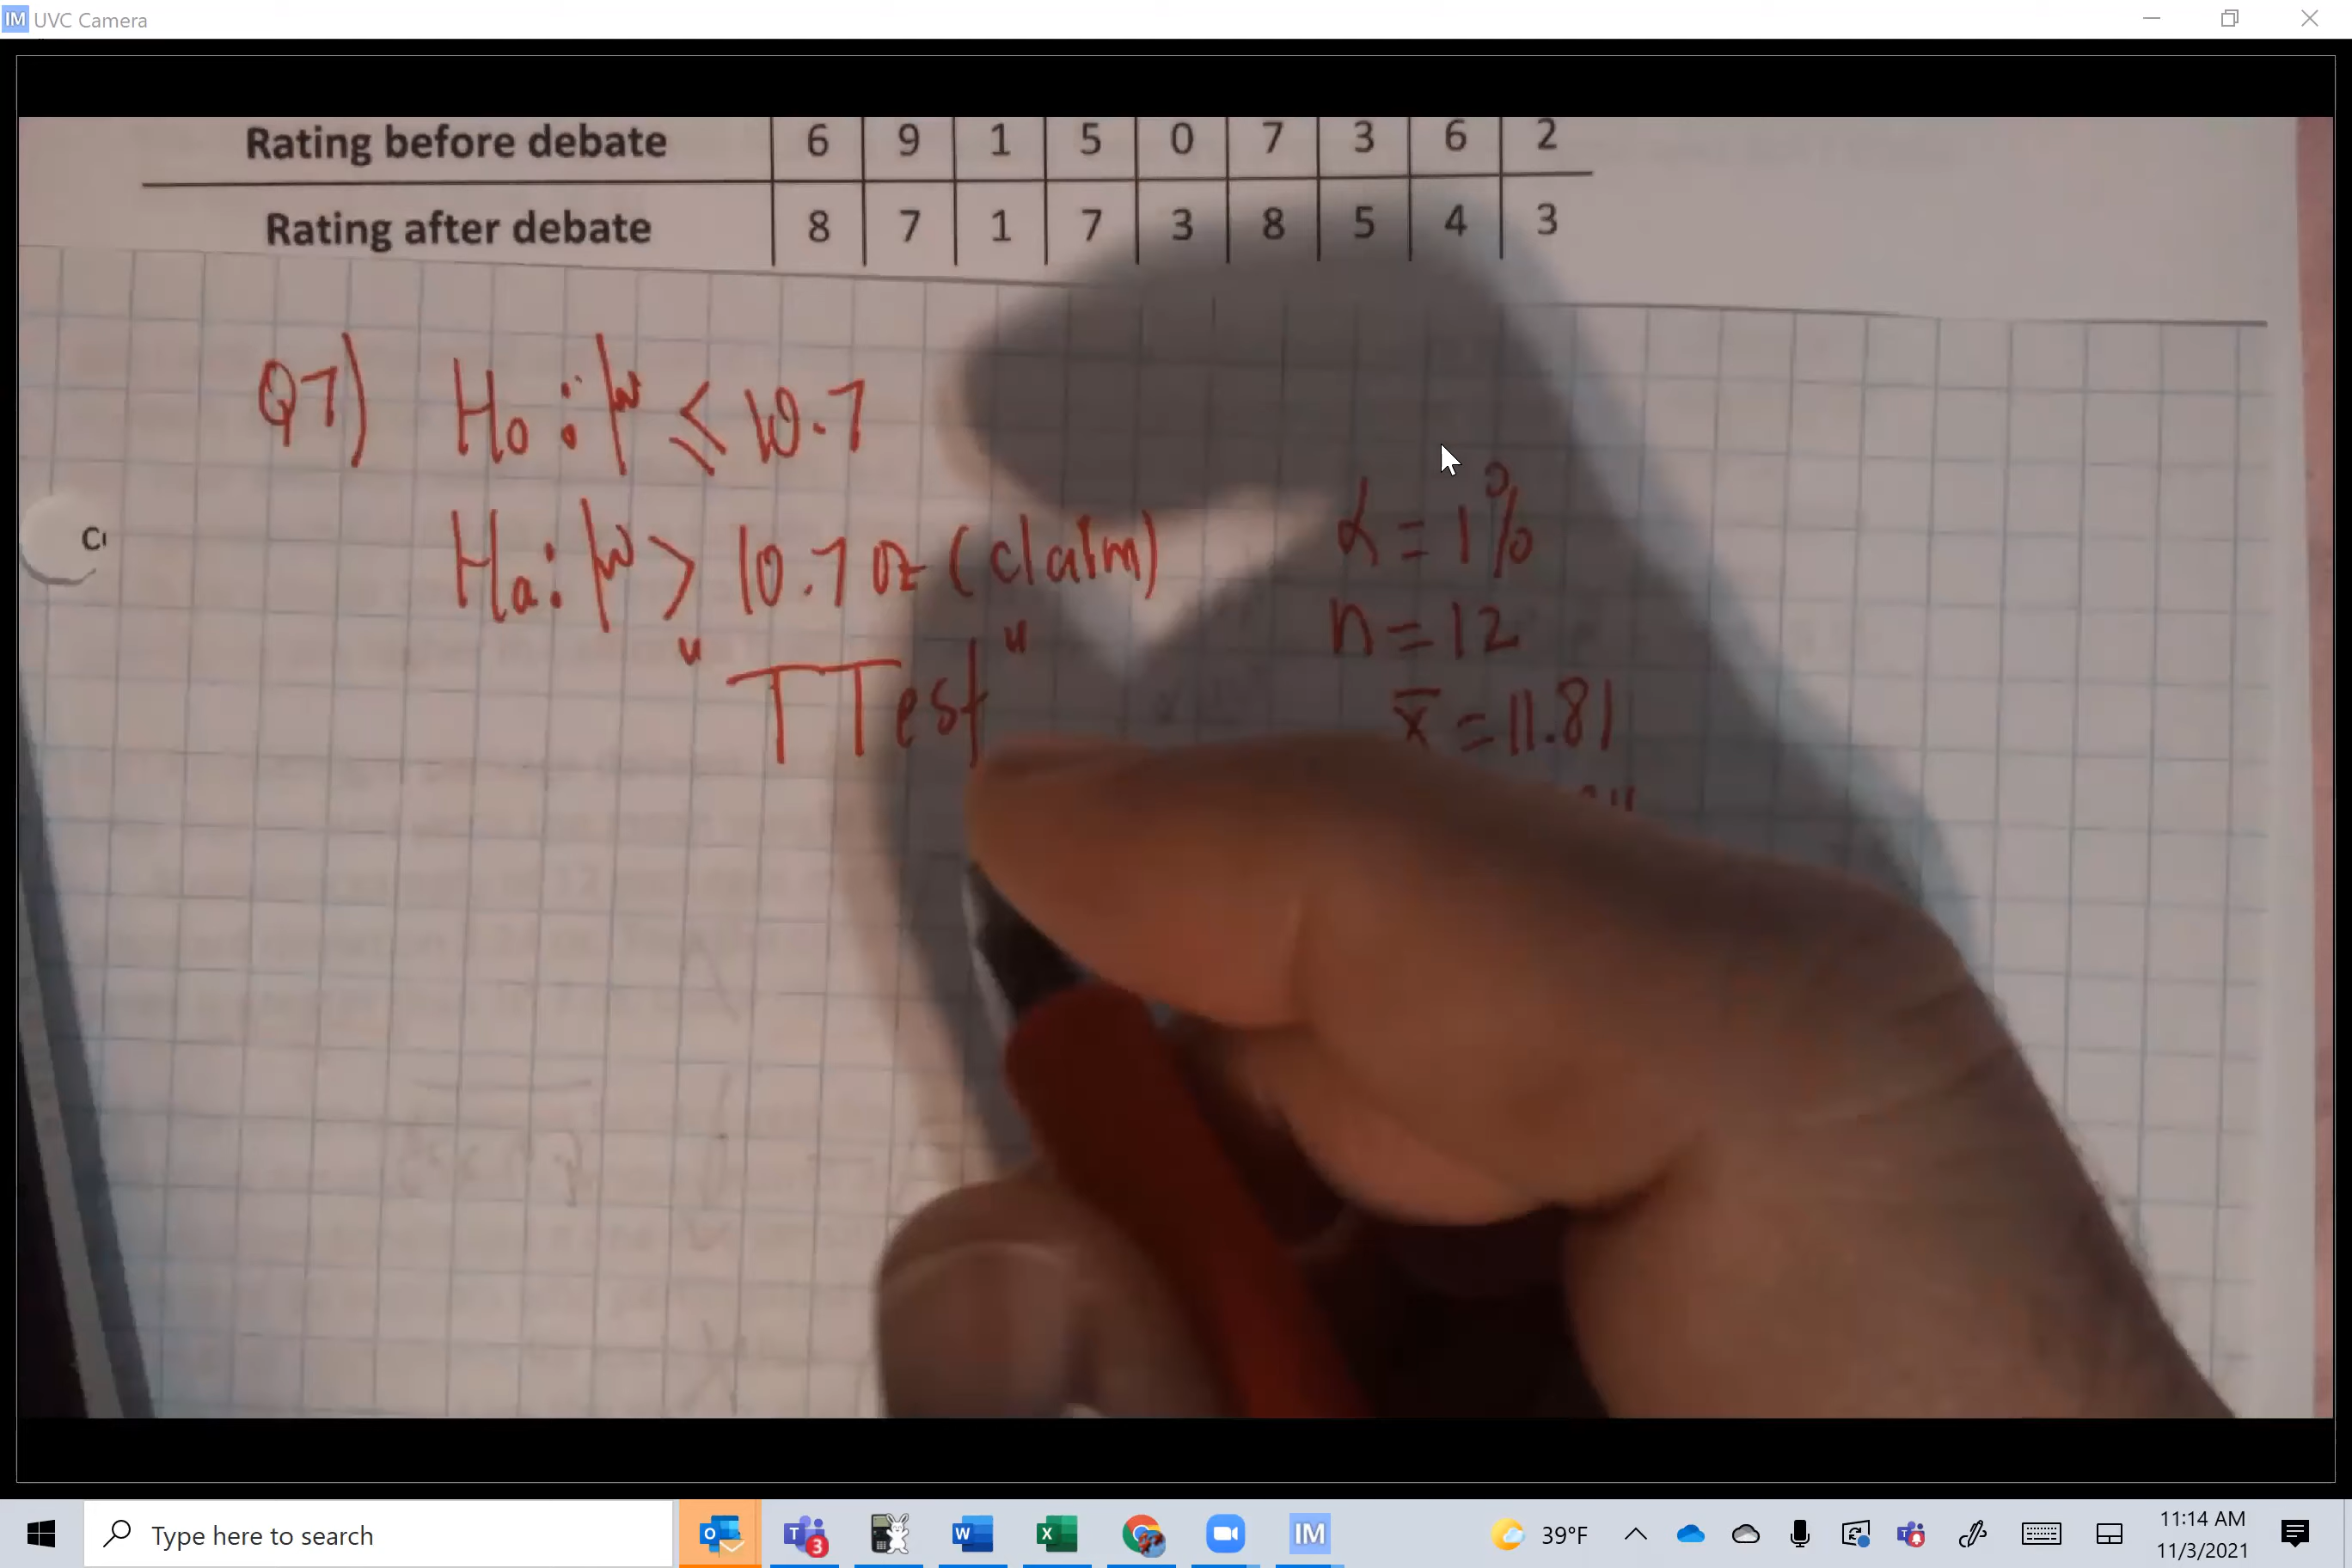 UVC Camera
Rating before debate 6 9 1 5 0 7 3 6 2
Rating after debate 8 7 1 7 3 8 5 4 3
Q7) H₀: μ ≤ 10.7
Hₐ: μ > 10.7 oz (claim)
α = 1%
n = 12
"TTest"
x̄ = 11.81
Type here to search
39°F
11:14 AM
11/3/2021